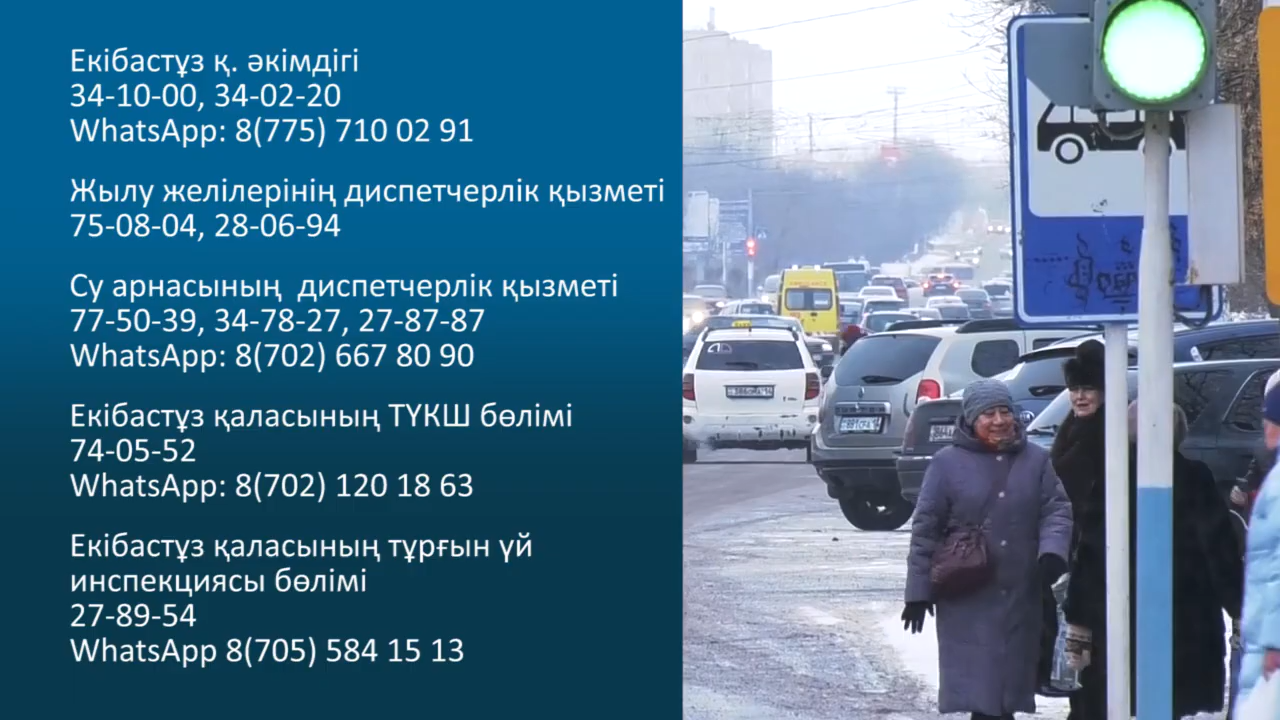 Екібастұз қ. әкімдігі
34-10-00, 34-02-20
WhatsApp: 8(775) 710 02 91
Жылу желілерінің диспетчерлік қызметі
75-08-04, 28-06-94
Су арнасының  диспетчерлік қызметі
77-50-39, 34-78-27, 27-87-87
WhatsApp: 8(702) 667 80 90
Екібастұз қаласының ТҮКШ бөлімі
74-05-52
WhatsApp: 8(702) 120 18 63
Екібастұз қаласының тұрғын үй
инспекциясы бөлімі
27-89-54
WhatsApp 8(705) 584 15 13